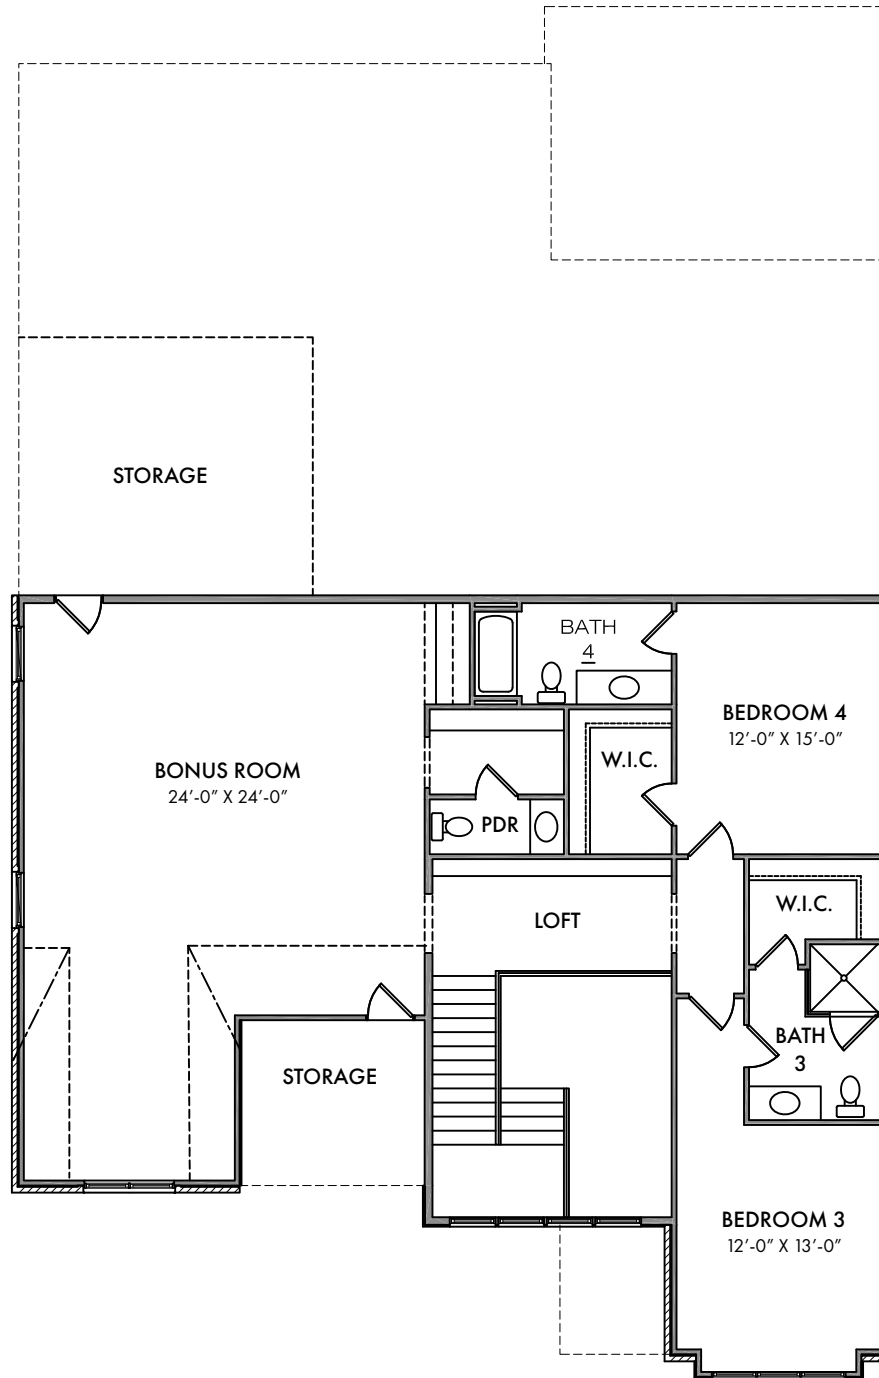 STORAGE
BATH
4
BEDROOM 4
12'-0" X 15'-0"
W.I.C.
BONUS ROOM
24'-0" X 24'-0"
PDR
W.I.C.
LOFT
BATH
3
STORAGE
BEDROOM 3
12'-0" X 13'-0"